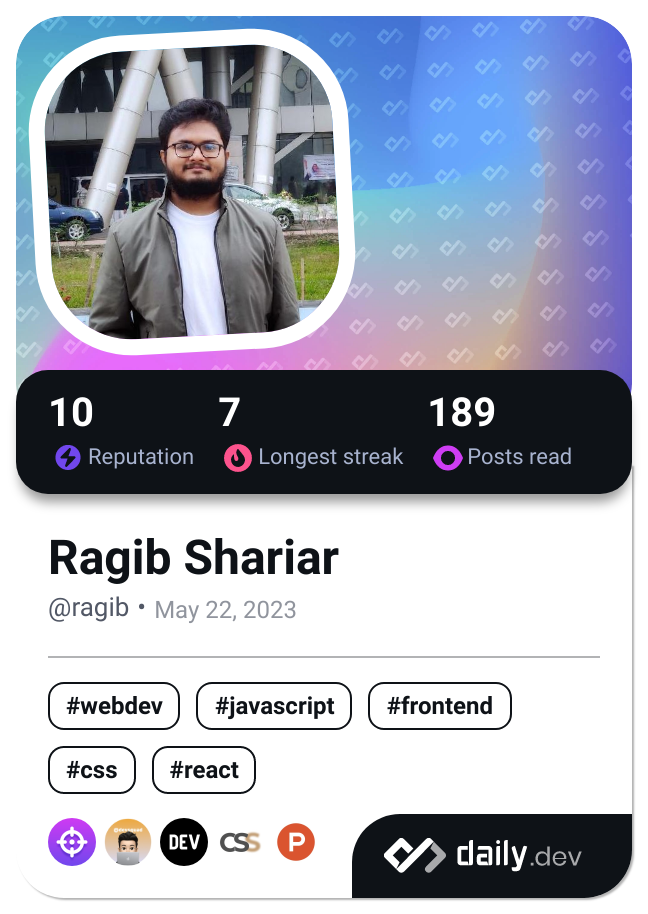 10 7 189
Reputation Longest streak Posts read
Ragib Shariar
@ragib • May 22, 2023
#webdev #javascript #frontend
#css #react
DEV CSS P
daily.dev